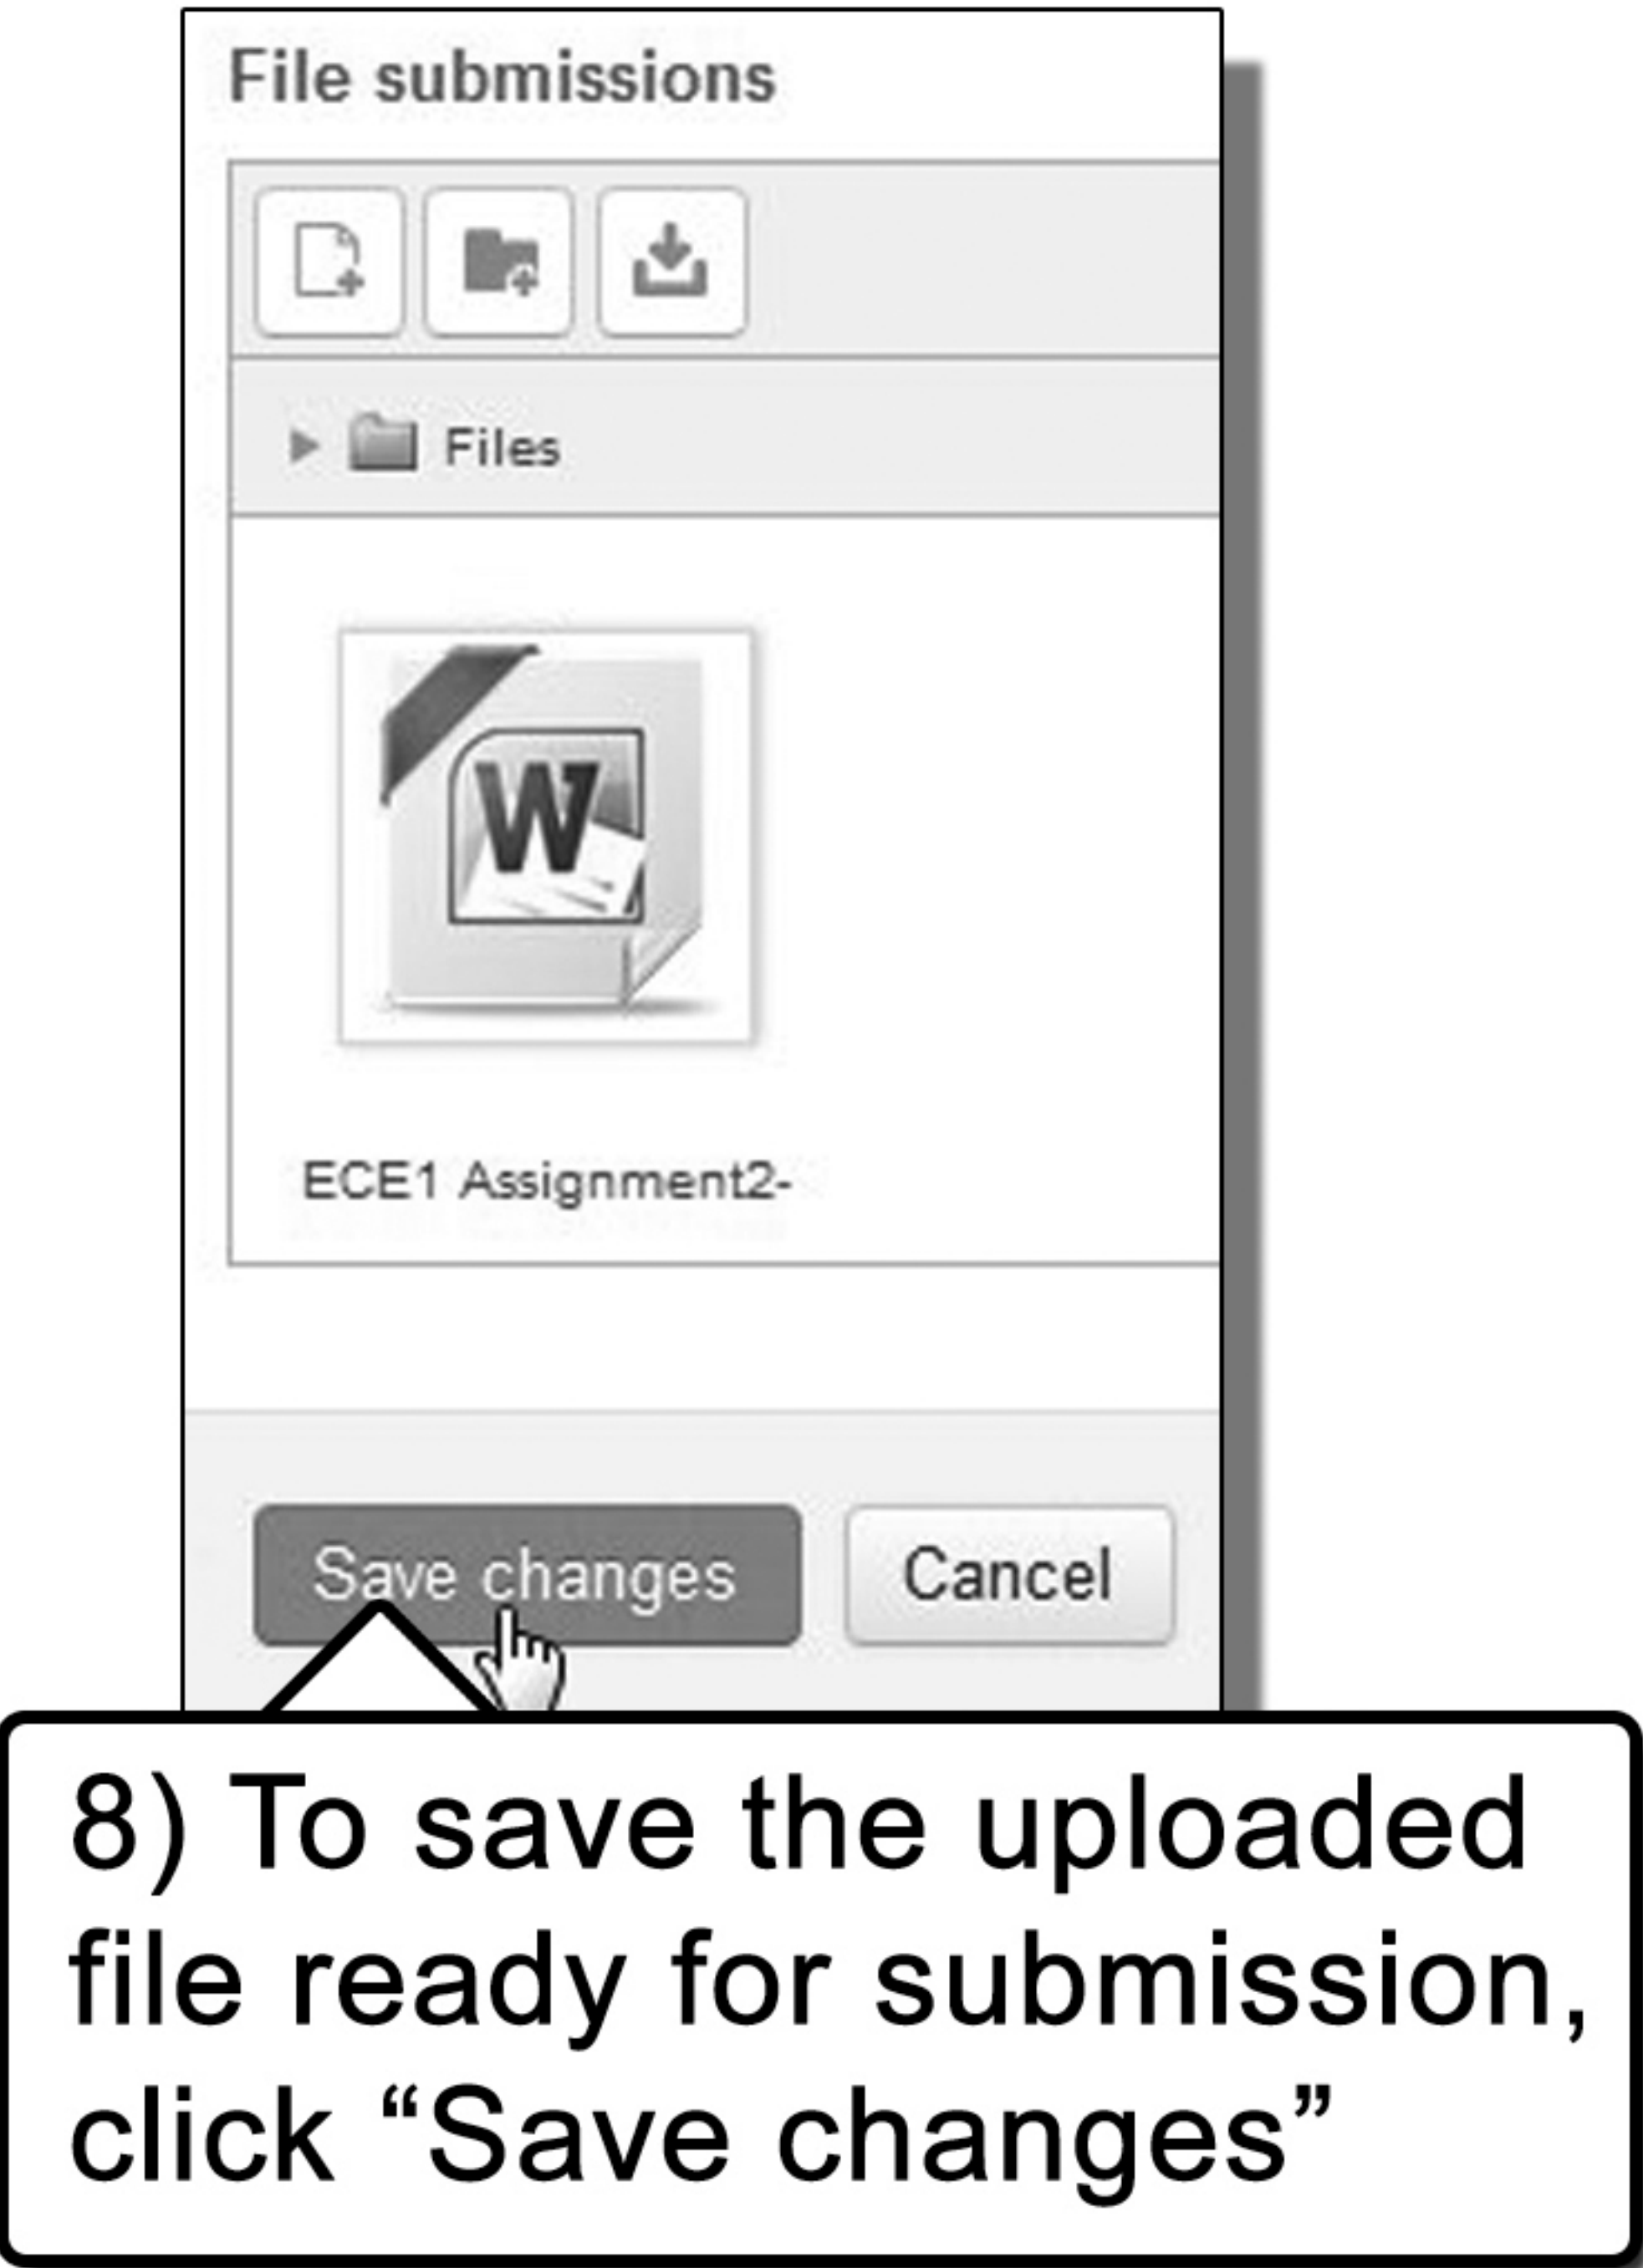 File submissions
Files
W
ECE1 Assignment2-
Save changes
Cancel
8) To save the uploaded
file ready for submission,
click “Save changes”